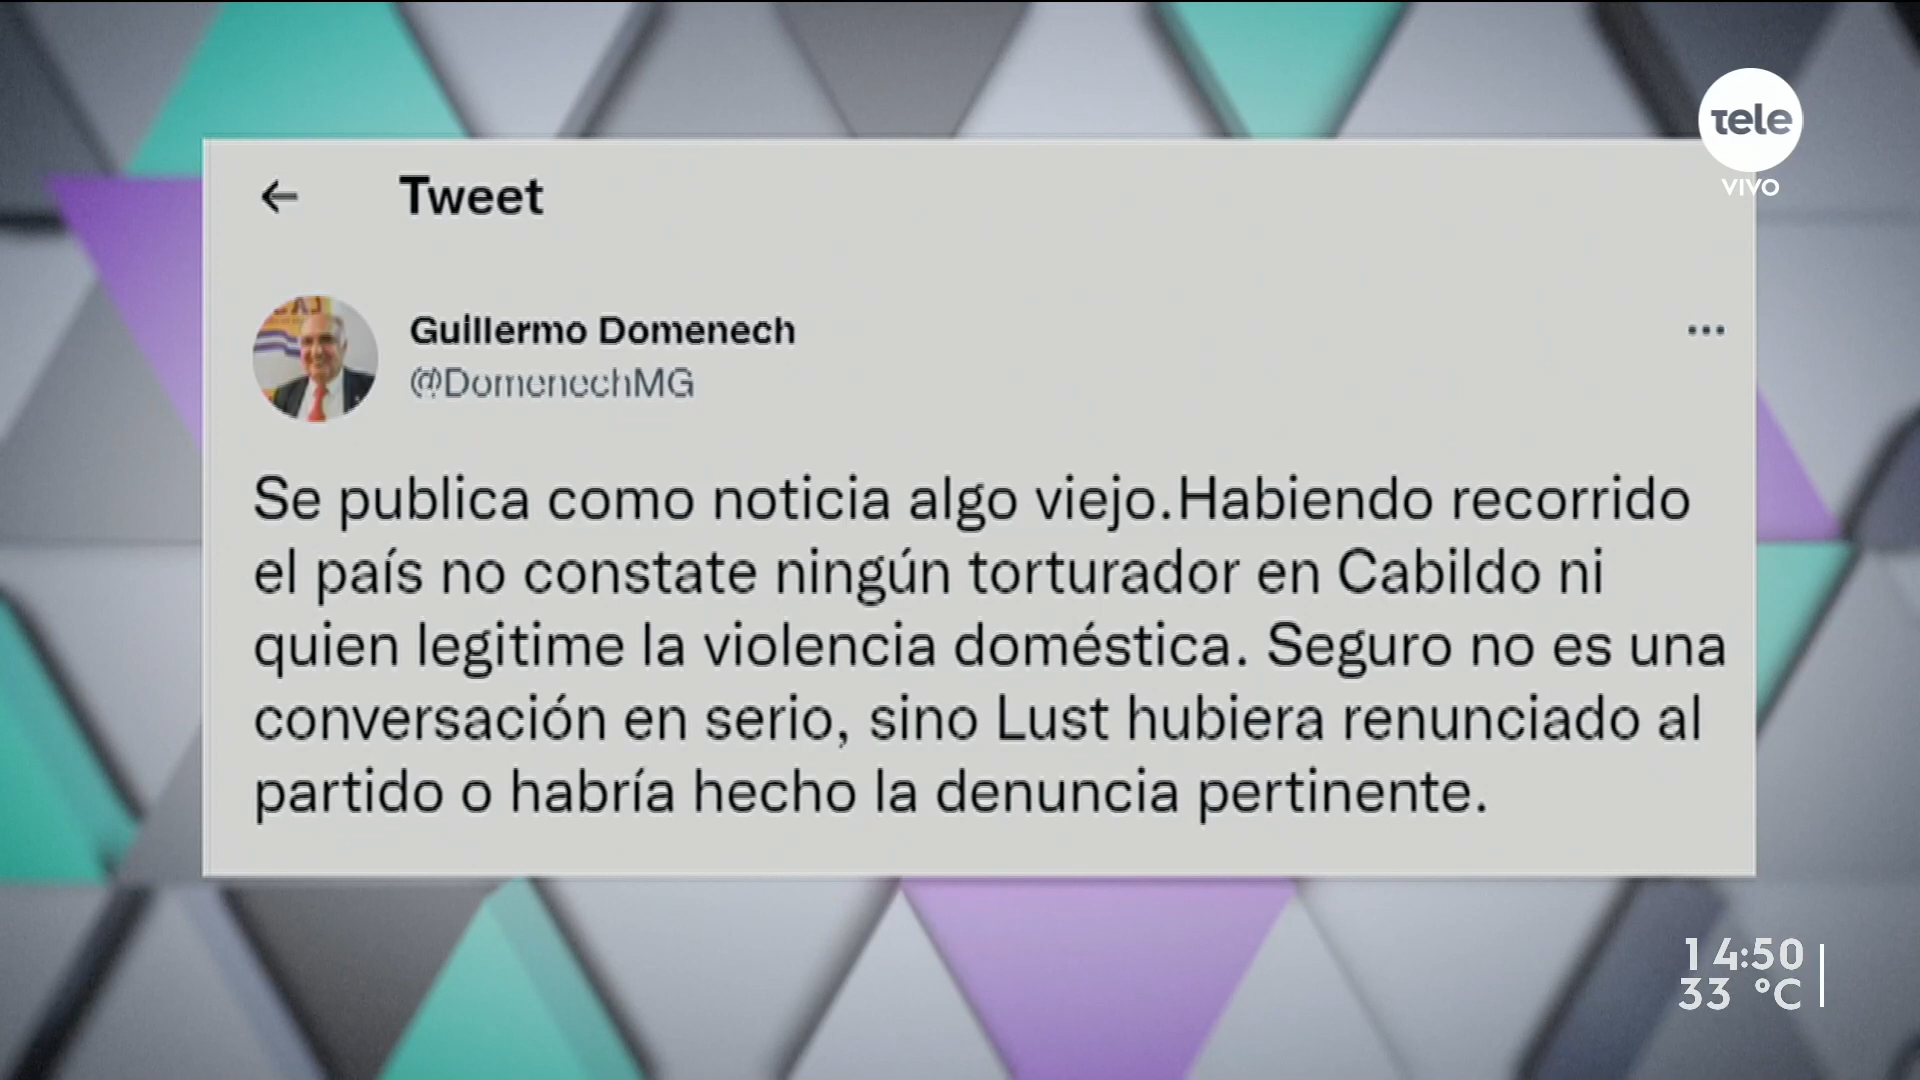 tele
VIVO
← Tweet
Guillermo Domenech
@DomenechMG
Se publica como noticia algo viejo.Habiendo recorrido
el país no constate ningún torturador en Cabildo ni
quien legitime la violencia doméstica. Seguro no es una
conversación en serio, sino Lust hubiera renunciado al
partido o habría hecho la denuncia pertinente.
14:50
33 °C